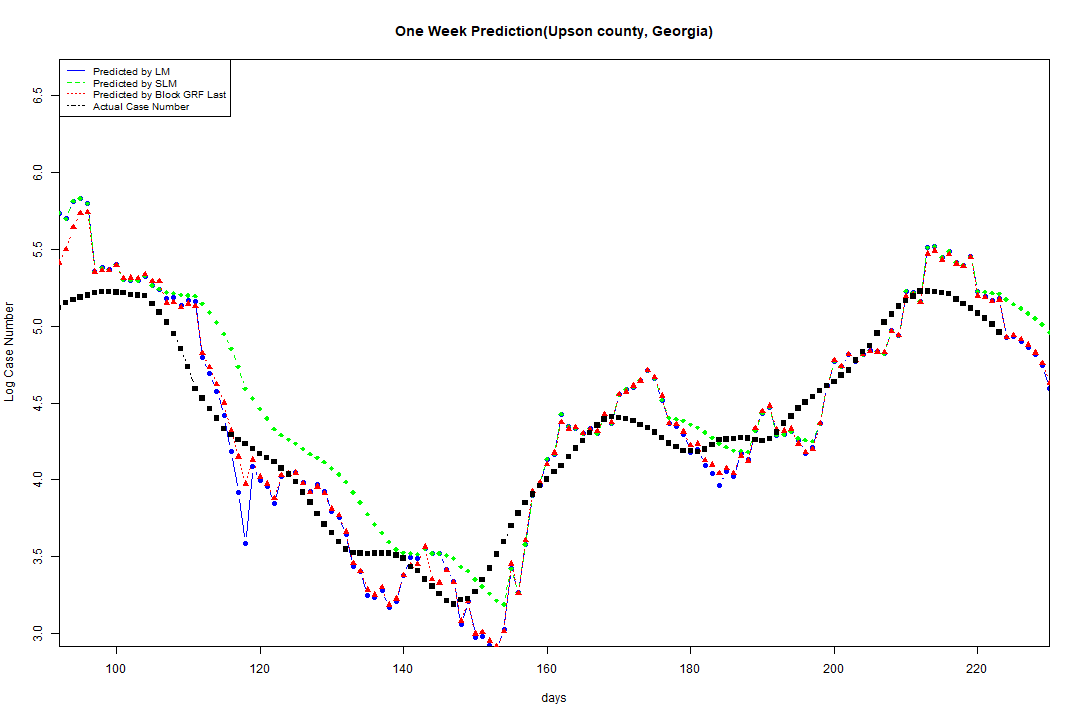 One Week Prediction(Upson county, Georgia)
Predicted by LM
Predicted by SLM
Predicted by Block GRF Last
Actual Case Number
6.5
6.0
5.5
5.0
4.5
4.0
3.5
3.0
Log Case Number
100 120 140 160 180 200 220
days